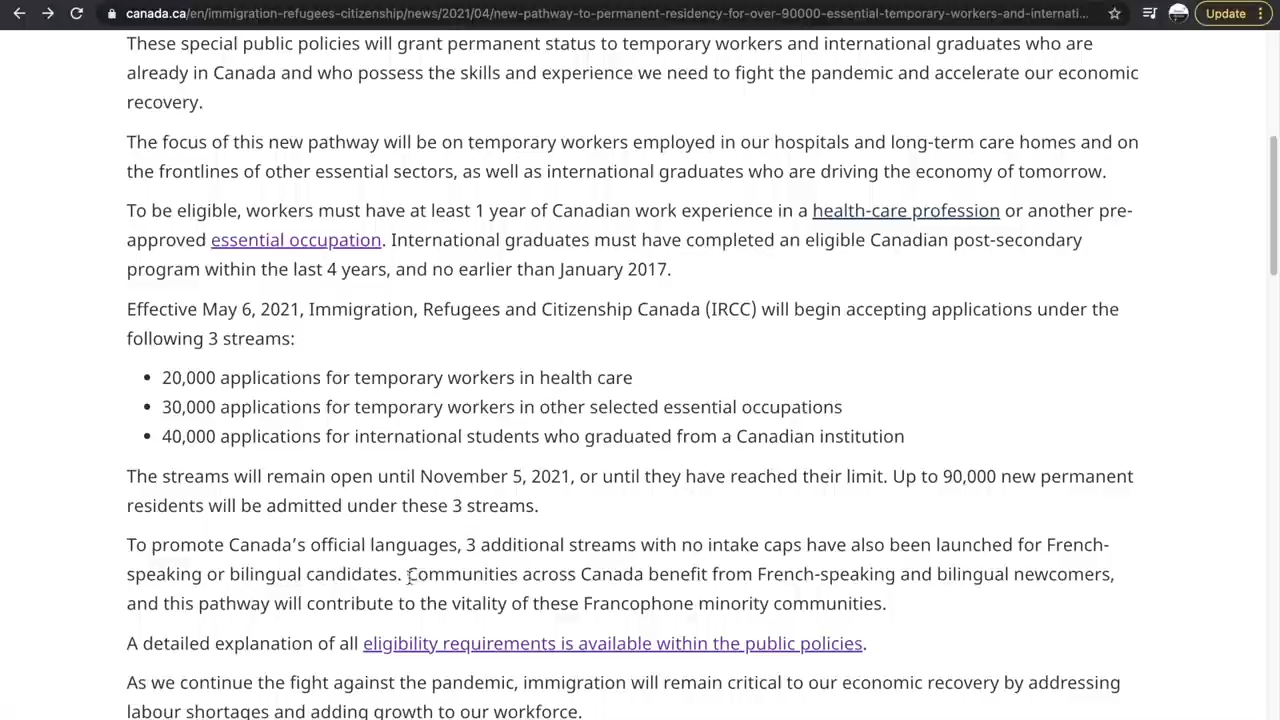 canada.ca/en/immigration-refugees-citizenship/news/2021/04/new-pathway-to-permanent-residency-for-over-90000-essential-temporary-workers-and-internati...
Update
These special public policies will grant permanent status to temporary workers and international graduates who are
already in Canada and who possess the skills and experience we need to fight the pandemic and accelerate our economic
recovery.
The focus of this new pathway will be on temporary workers employed in our hospitals and long-term care homes and on
the frontlines of other essential sectors, as well as international graduates who are driving the economy of tomorrow.
To be eligible, workers must have at least 1 year of Canadian work experience in a health-care profession or another pre-
approved essential occupation. International graduates must have completed an eligible Canadian post-secondary
program within the last 4 years, and no earlier than January 2017.
Effective May 6, 2021, Immigration, Refugees and Citizenship Canada (IRCC) will begin accepting applications under the
following 3 streams:
• 20,000 applications for temporary workers in health care
• 30,000 applications for temporary workers in other selected essential occupations
• 40,000 applications for international students who graduated from a Canadian institution
The streams will remain open until November 5, 2021, or until they have reached their limit. Up to 90,000 new permanent
residents will be admitted under these 3 streams.
To promote Canada's official languages, 3 additional streams with no intake caps have also been launched for French-
speaking or bilingual candidates. Communities across Canada benefit from French-speaking and bilingual newcomers,
and this pathway will contribute to the vitality of these Francophone minority communities.
A detailed explanation of all eligibility requirements is available within the public policies.
As we continue the fight against the pandemic, immigration will remain critical to our economic recovery by addressing
labour shortages and adding growth to our workforce.